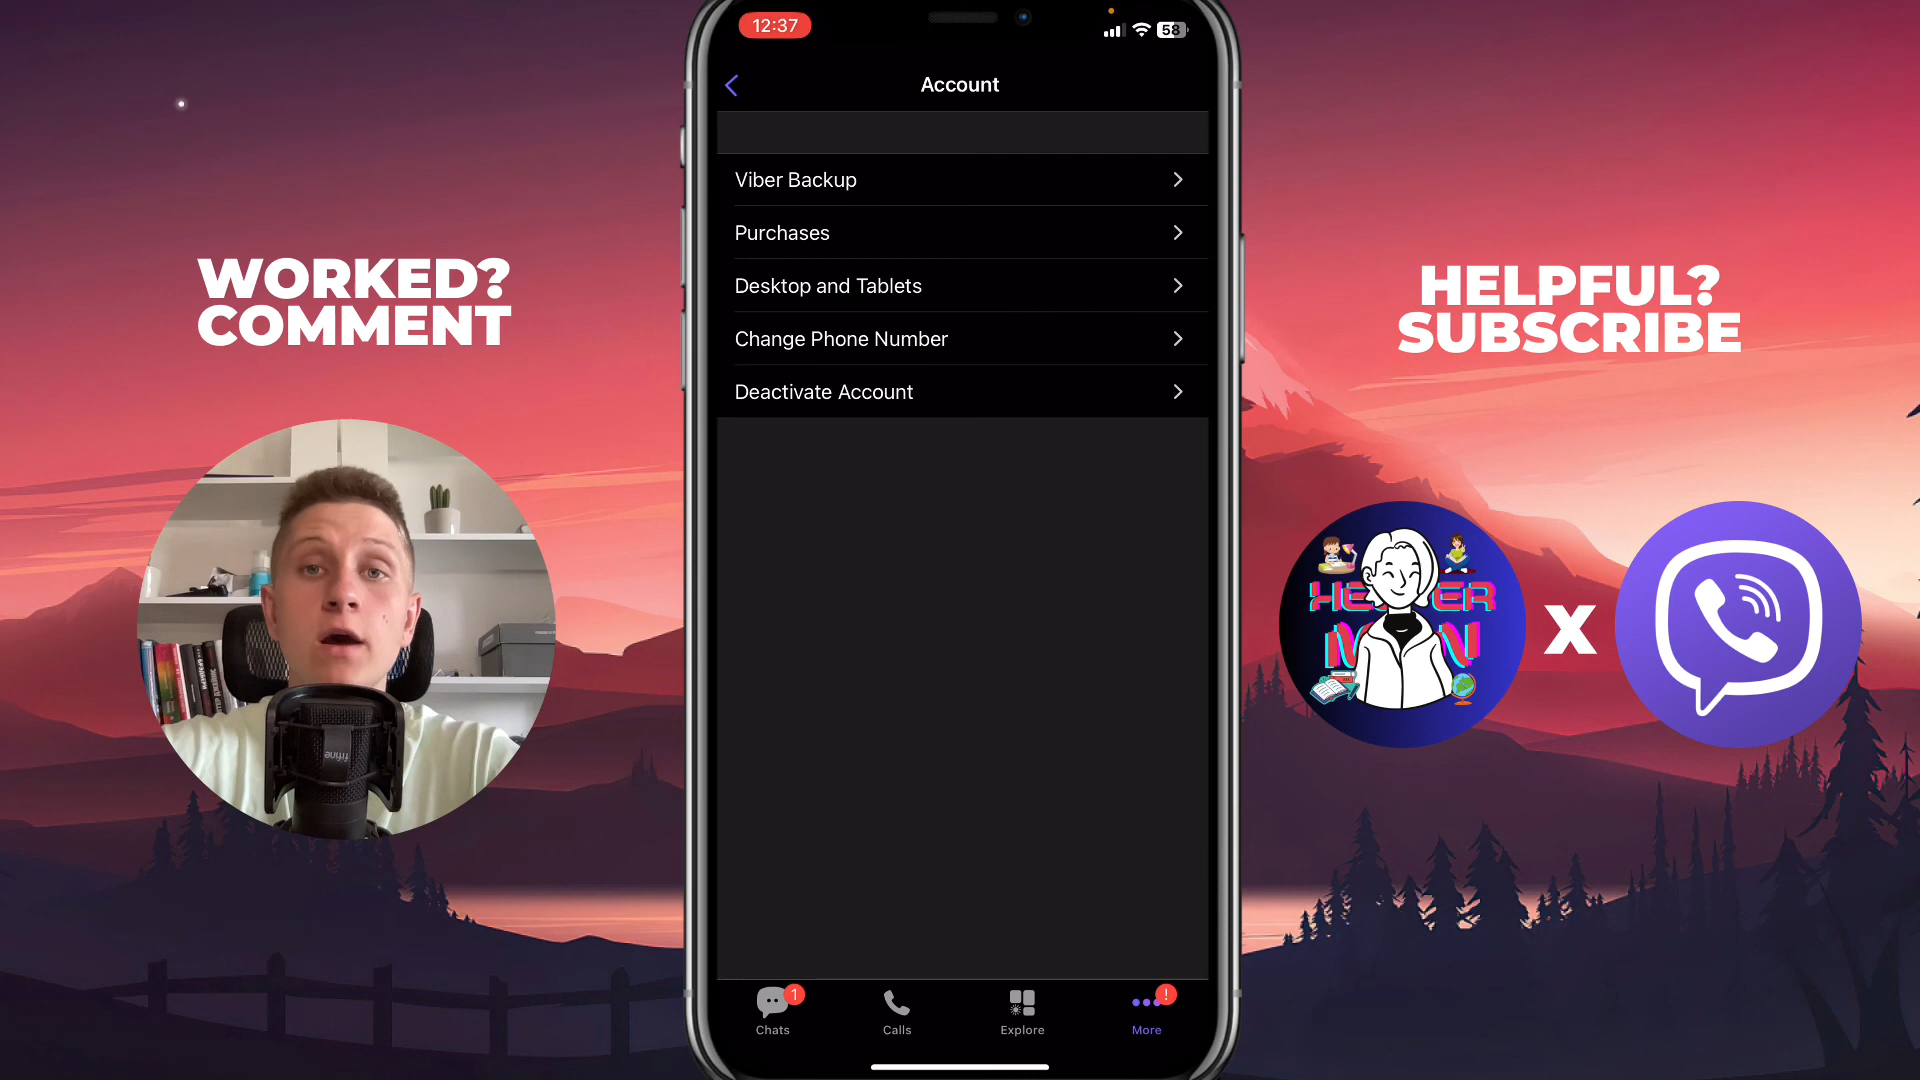 12:37
58
Account
Viber Backup
Purchases
Desktop and Tablets
Change Phone Number
Deactivate Account
WORKED?
COMMENT
HELPFUL?
SUBSCRIBE
X
fifine
1
!
Chats
Calls
Explore
More